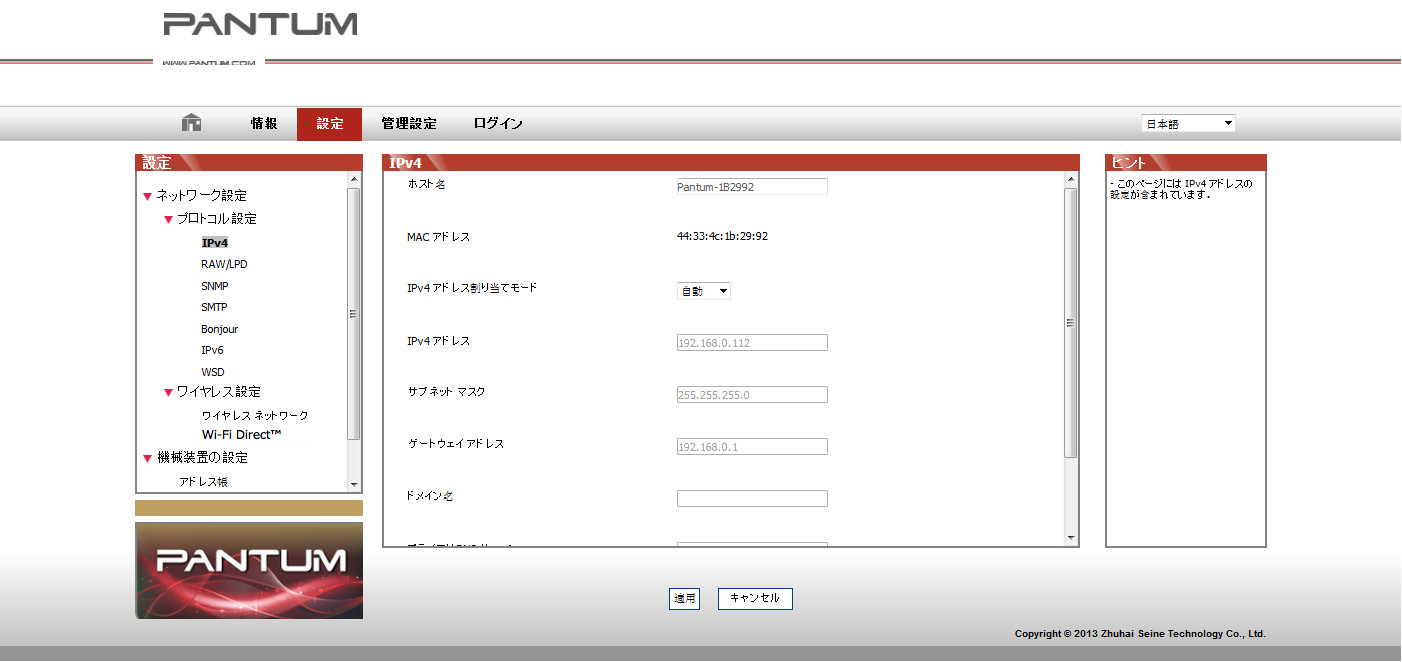 PANTUM
WWW.PANTUM.COM
情報
設定
管理設定
ログイン
日本語
設定
ネットワーク設定
プロトコル設定
IPv4
RAW/LPD
SNMP
SMTP
Bonjour
IPv6
WSD
ワイヤレス設定
ワイヤレス ネットワーク
Wi-Fi Direct™
機械装置の設定
アドレス帳
PANTUM
IPv4
ホスト名
Pantum-1B2992
MAC アドレス
44:33:4c:1b:29:92
IPv4 アドレス割り当てモード
自動
IPv4 アドレス
192.168.0.112
サブネット マスク
255.255.255.0
ゲートウェイ アドレス
192.168.0.1
ドメイン名
適用
キャンセル
ヒント
- このページには IPv4 アドレスの
設定が含まれています.
Copyright © 2013 Zhuhai Seine Technology Co., Ltd.